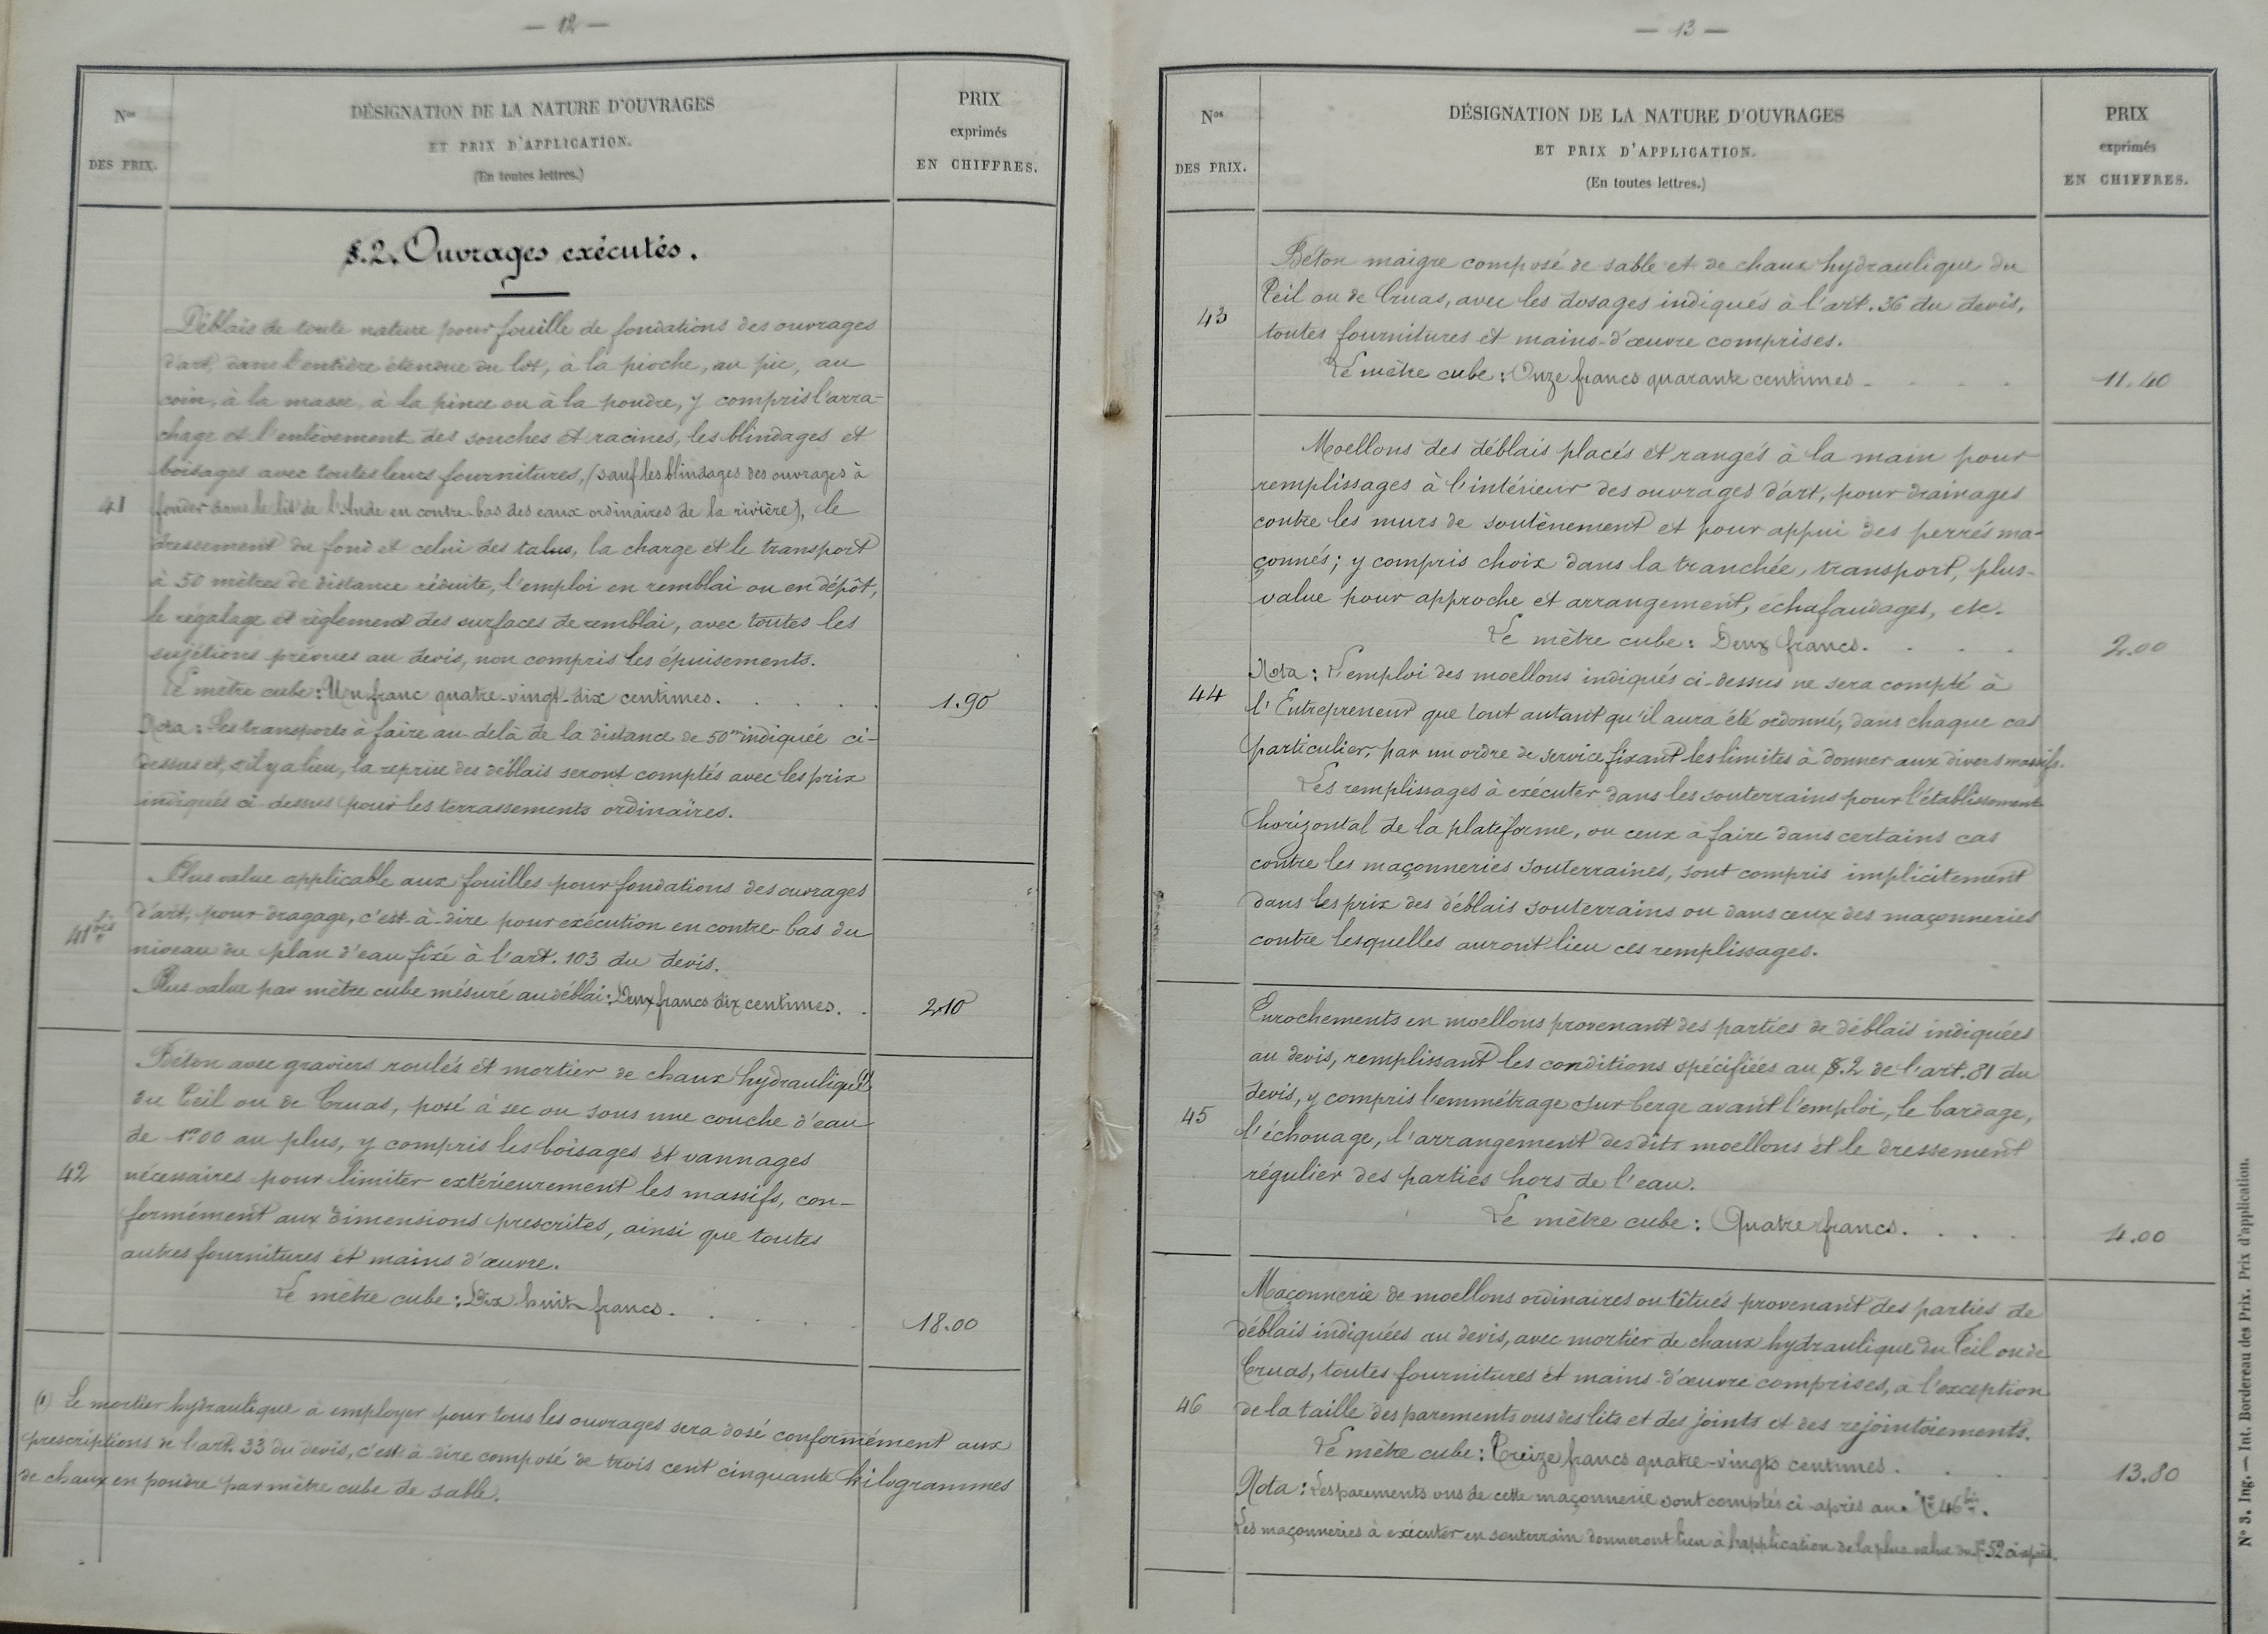 — 12 —
Nos
DES PRIX.
DÉSIGNATION DE LA NATURE D'OUVRAGES
ET PRIX D'APPLICATION.
(En toutes lettres.)
PRIX
exprimés
EN CHIFFRES.
§.2. Ouvrages exécutés.
Déblais de toute nature pour fouille de fondations des ouvrages
d'art, dans l'entière étendue du lot, à la pioche, au pic, au
coin, à la masse, à la pince ou à la poudre, y compris l'arra-
chage et l'enlèvement des souches et racines, les blindages et
boisages avec toutes leurs fournitures, (sauf les blindages des ouvrages à
41 fonder dans le lit de l'Aude en contre-bas des eaux ordinaires de la rivière), le
dressement du fond et celui des talus, la charge et le transport
à 50 mètres de distance réduite, l'emploi en remblai ou en dépôt,
le régalage et règlement des surfaces de remblai, avec toutes les
sujétions prévues au devis, non compris les épuisements.
Le mètre cube : Un franc quatre-vingt-dix centimes. . . . . 1.90
Nota : Les transports à faire au-delà de la distance de 50m indiquée ci-
dessus et, s'il y a lieu, la reprise des déblais seront comptés avec les prix
indiqués ci-dessus pour les terrassements ordinaires.
Plus value applicable aux fouilles pour fondations des ouvrages
d'art, pour dragage, c'est-à-dire pour exécution en contre-bas du
41bis niveau du plan d'eau fixé à l'art. 103 du devis.
Plus-value par mètre cube mésuré au déblai : Deux francs dix centimes. . 2.10
Béton avec graviers roulés et mortier de chaux hydraulique (1)
du Teil ou de Cruas, posé à sec ou sous une couche d'eau
de 1m00 au plus, y compris les boisages et vannages
42 nécessaires pour limiter extérieurement les massifs, con-
formément aux dimensions prescrites, ainsi que toutes
autres fournitures et mains d'œuvre.
Le mètre cube : Dix huit francs. . . . . 18.00
(1) Le mortier hydraulique à employer pour tous les ouvrages sera dosé conformément aux
prescriptions de l'art. 33 du devis, c'est à dire composé de trois cent cinquante kilogrammes
de chaux en poudre par mètre cube de sable.
— 13 —
Nos
DES PRIX.
DÉSIGNATION DE LA NATURE D'OUVRAGES
ET PRIX D'APPLICATION.
(En toutes lettres.)
PRIX
exprimés
EN CHIFFRES.
Béton maigre composé de sable et de chaux hydraulique du
43 Teil ou de Cruas, avec les dosages indiqués à l'art. 36 du devis,
toutes fournitures et mains-d'œuvre comprises.
Le mètre cube : Onze francs quarante centimes . . . . 11.40
Moellons des déblais placés et rangés à la main pour
remplissages à l'intérieur des ouvrages d'art, pour drainages
contre les murs de soutènement et pour appui des perrés ma-
çonnés ; y compris choix dans la tranchée, transport, plus-
value pour approche et arrangement, échafaudages, etc.
Le mètre cube : Deux francs. . . . 2.00
Nota : L'emploi des moellons indiqués ci-dessus ne sera compté à
44 l'Entrepreneur que tout autant qu'il aura été ordonné, dans chaque cas
particulier, par un ordre de service fixant les limites à donner aux divers massifs.
Les remplissages à exécuter dans les souterrains pour l'établissement
horizontal de la plateforme, ou ceux à faire dans certains cas
contre les maçonneries souterraines, sont compris implicitement
dans les prix des déblais souterrains ou dans ceux des maçonneries
contre lesquelles auront lieu ces remplissages.
Enrochements en moellons provenant des parties de déblais indiquées
au devis, remplissant les conditions spécifiées au §.2 de l'art. 81 du
45 devis, y compris l'emmétrage sur berge avant l'emploi, le bardage,
l'échouage, l'arrangement des dits moellons et le dressement
régulier des parties hors de l'eau.
Le mètre cube : Quatre francs. . . . . 4.00
Maçonnerie de moellons ordinaires ou têtués provenant des parties de
déblais indiquées au devis, avec mortier de chaux hydraulique du Teil ou de
Cruas, toutes fournitures et mains-d'œuvre comprises, à l'exception
46 de la taille des parements vus des lits et des joints et des rejointoiements.
Le mètre cube : Treize francs quatre-vingts centimes . . . . 13.80
Nota : Les parements vus de cette maçonnerie sont comptés ci-après au No 46bis.
Les maçonneries à exécuter en souterrain donneront lieu à l'application de la plus-value du No 52 ci-après.
No 3. Ing. — Int. Bordereau des Prix. Prix d'application.